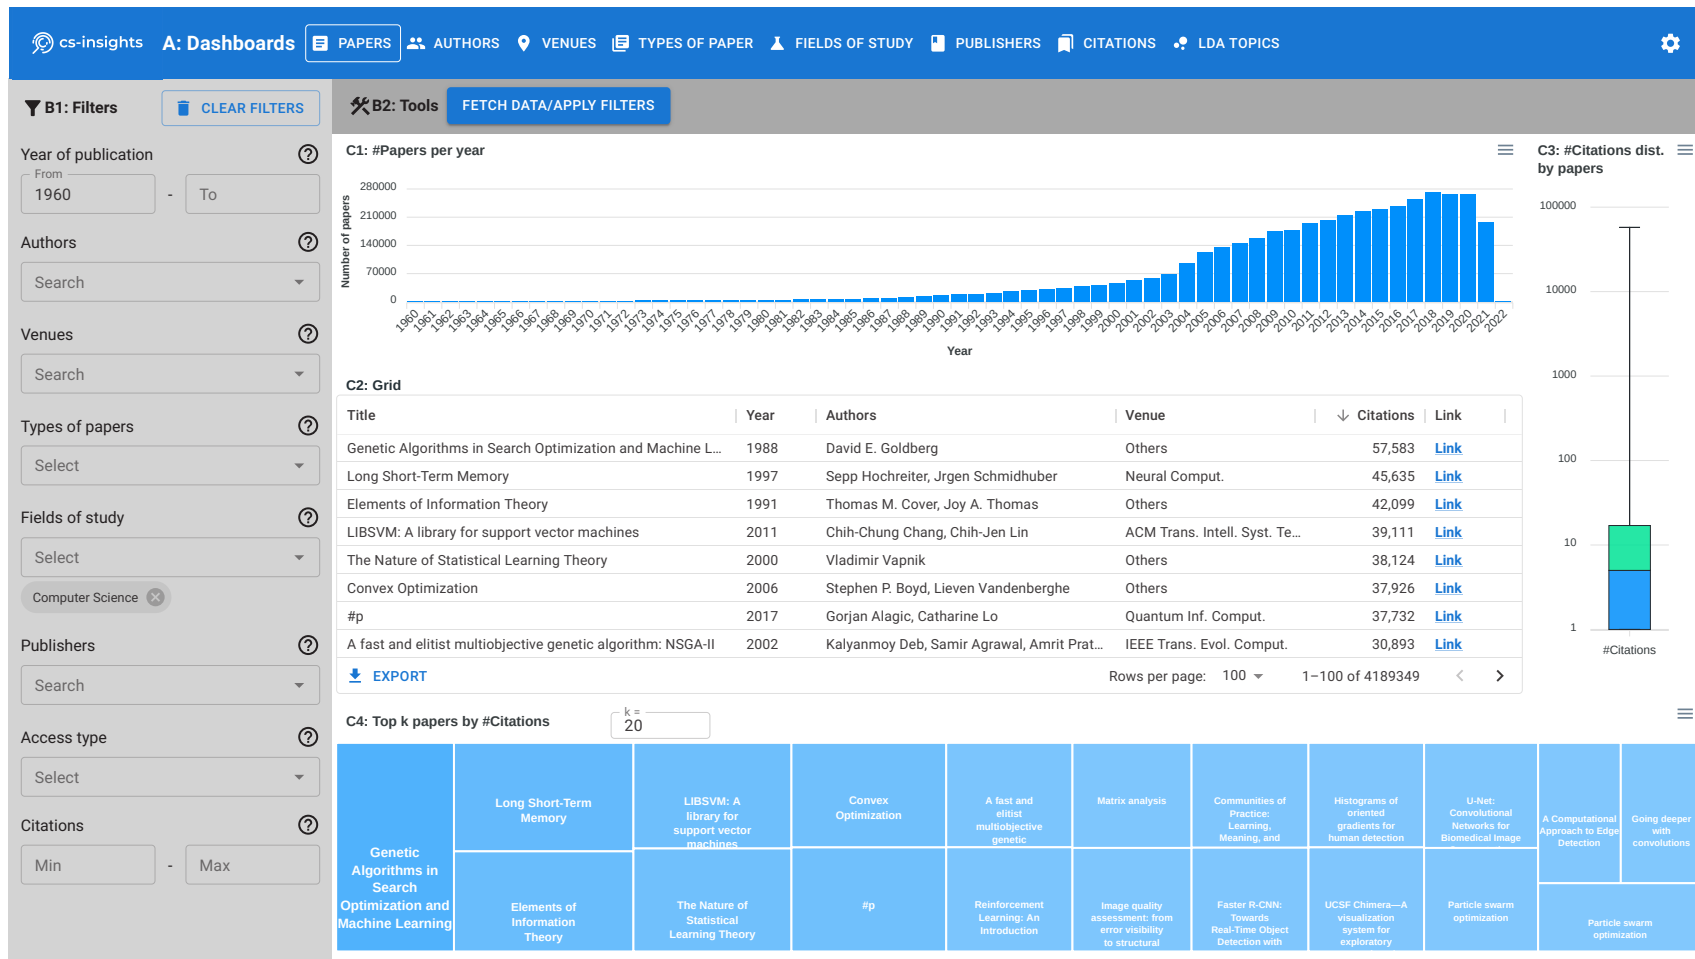 cs-insights
A: Dashboards
PAPERS
AUTHORS
VENUES
TYPES OF PAPER
FIELDS OF STUDY
PUBLISHERS
CITATIONS
LDA TOPICS
B1: Filters
CLEAR FILTERS
B2: Tools
FETCH DATA/APPLY FILTERS
Year of publication
From
1960
-
To
Authors
Search
Venues
Search
Types of papers
Select
Fields of study
Select
Computer Science
Publishers
Search
Access type
Select
Citations
Min
-
Max
C1: #Papers per year
Number of papers
280000
210000
140000
70000
0
1960 1961 1962 1963 1964 1965 1966 1967 1968 1969 1970 1971 1972 1973 1974 1975 1976 1977 1978 1979 1980 1981 1982 1983 1984 1985 1986 1987 1988 1989 1990 1991 1992 1993 1994 1995 1996 1997 1998 1999 2000 2001 2002 2003 2004 2005 2006 2007 2008 2009 2010 2011 2012 2013 2014 2015 2016 2017 2018 2019 2020 2021 2022
Year
C2: Grid
Title Year Authors Venue Citations Link
Genetic Algorithms in Search Optimization and Machine L... 1988 David E. Goldberg Others 57,583 Link
Long Short-Term Memory 1997 Sepp Hochreiter, Jrgen Schmidhuber Neural Comput. 45,635 Link
Elements of Information Theory 1991 Thomas M. Cover, Joy A. Thomas Others 42,099 Link
LIBSVM: A library for support vector machines 2011 Chih-Chung Chang, Chih-Jen Lin ACM Trans. Intell. Syst. Te... 39,111 Link
The Nature of Statistical Learning Theory 2000 Vladimir Vapnik Others 38,124 Link
Convex Optimization 2006 Stephen P. Boyd, Lieven Vandenberghe Others 37,926 Link
#p 2017 Gorjan Alagic, Catharine Lo Quantum Inf. Comput. 37,732 Link
A fast and elitist multiobjective genetic algorithm: NSGA-II 2002 Kalyanmoy Deb, Samir Agrawal, Amrit Prat... IEEE Trans. Evol. Comput. 30,893 Link
EXPORT
Rows per page: 100 1–100 of 4189349
C3: #Citations dist.
by papers
100000
10000
1000
100
10
1
#Citations
C4: Top k papers by #Citations
k =
20
Genetic
Algorithms in
Search
Optimization and
Machine Learning
Long Short-Term
Memory
Elements of
Information
Theory
LIBSVM: A
library for
support vector
machines
The Nature of
Statistical
Learning Theory
Convex
Optimization
#p
A fast and
elitist
multiobjective
genetic
Reinforcement
Learning: An
Introduction
Matrix analysis
Image quality
assessment: from
error visibility
to structural
Communities of
Practice:
Learning,
Meaning, and
Faster R-CNN:
Towards
Real-Time Object
Detection with
Histograms of
oriented
gradients for
human detection
UCSF Chimera—A
visualization
system for
exploratory
U-Net:
Convolutional
Networks for
Biomedical Image
Particle swarm
optimization
A Computational
Approach to Edge
Detection
Going deeper
with
convolutions
Particle swarm
optimization